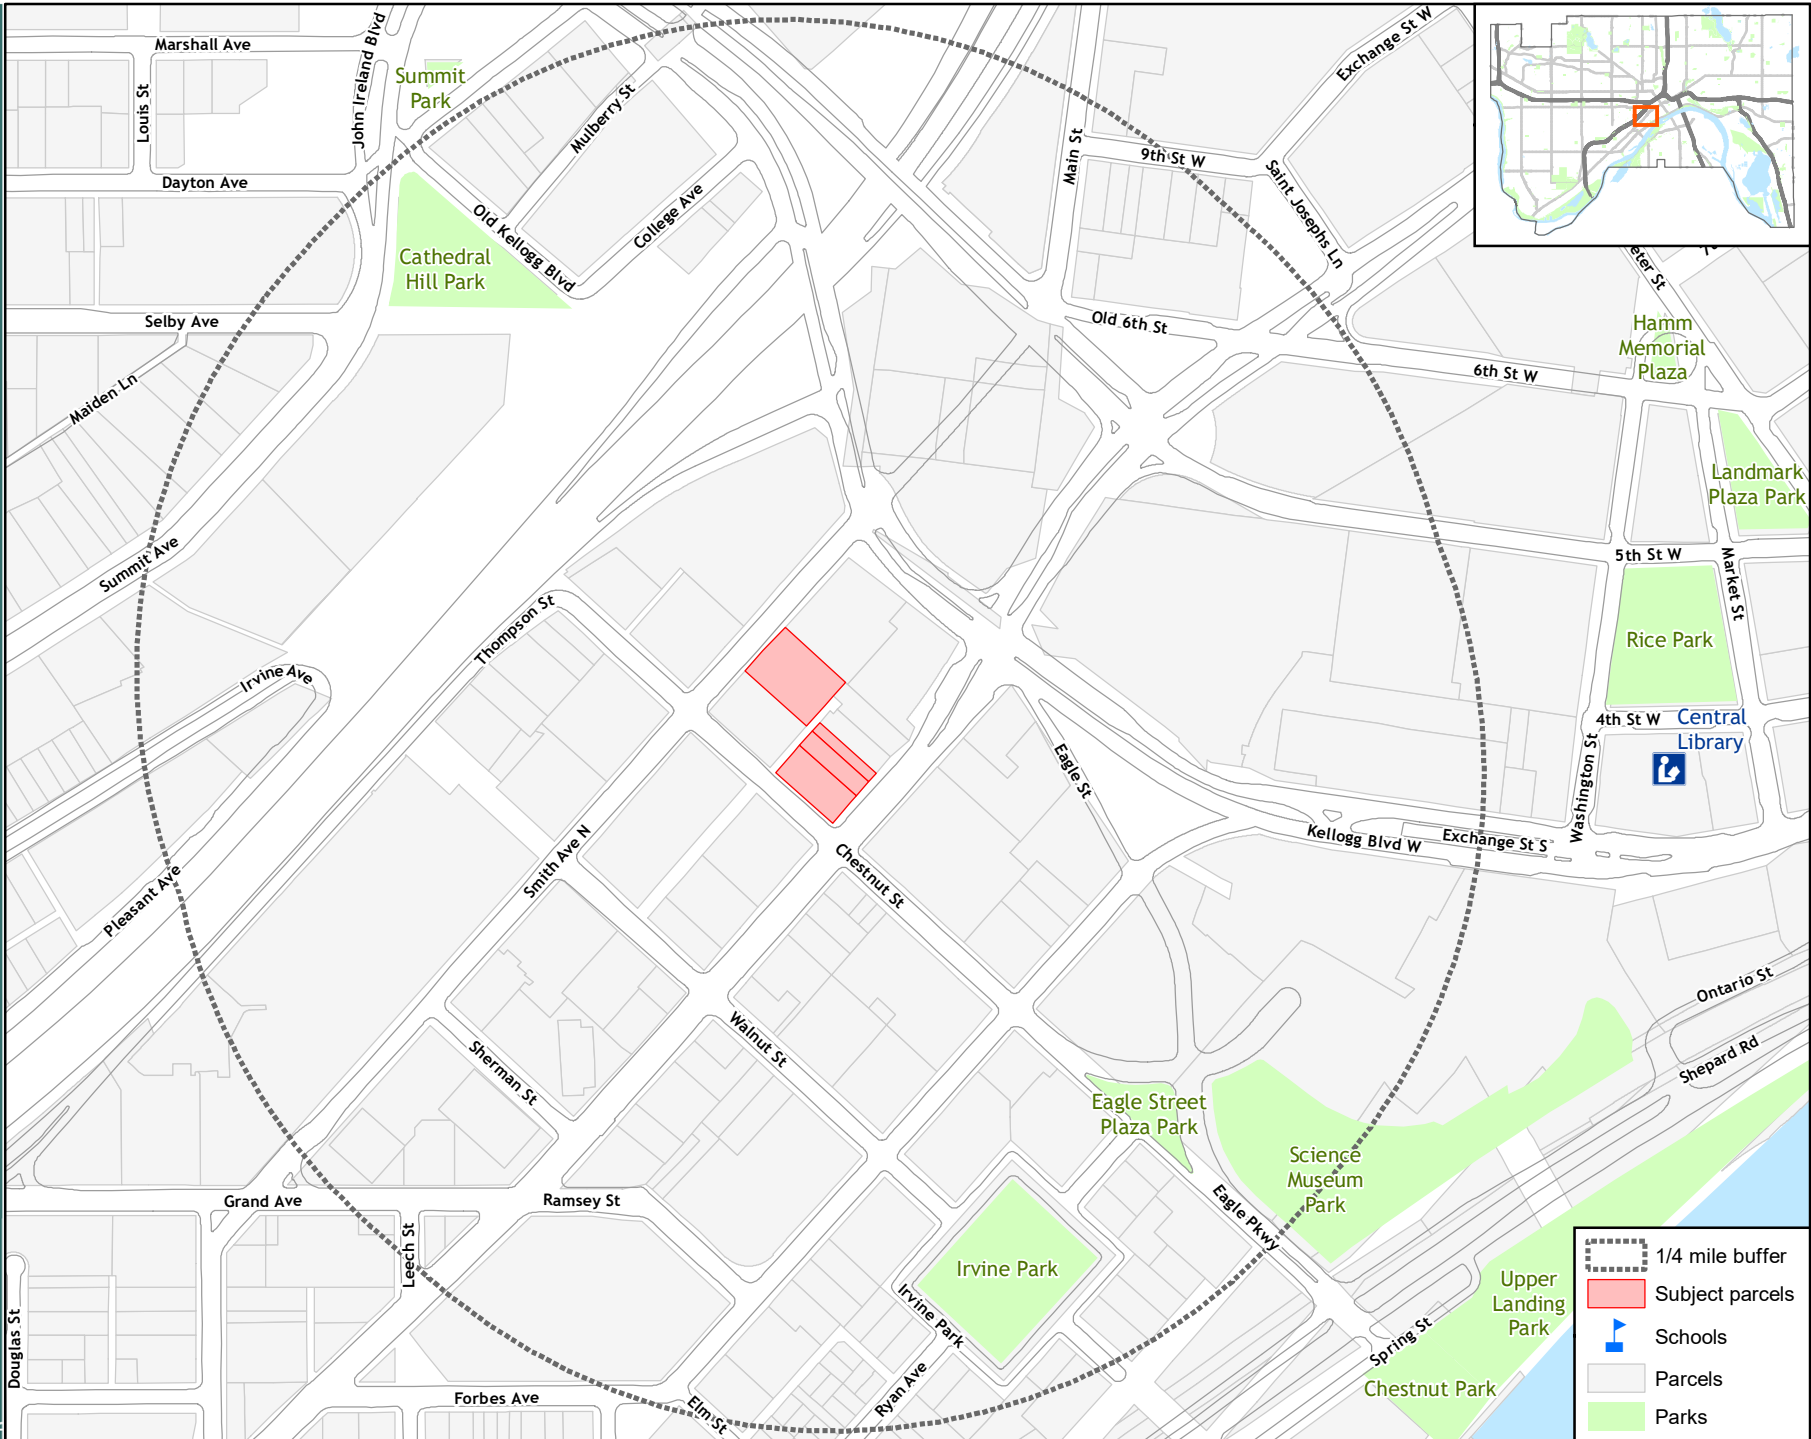 Marshall Ave
John Ireland Blvd
Louis St
Summit
Park
Mulberry St
Exchange St W
Main St
9th St W
Saint Josephs Ln
Dayton Ave
Old Kellogg Blvd
College Ave
Cathedral
Hill Park
eter St
Selby Ave
Old 6th St
Hamm
Memorial
Plaza
6th St W
Maiden Ln
Landmark
Plaza Park
Summit Ave
5th St W
Market St
Thompson St
Rice Park
Irvine Ave
4th St W
Central
Library
Eagle St
Washington St
Kellogg Blvd W
Exchange St S
Smith Ave N
Chestnut St
Pleasant Ave
Ontario St
Walnut St
Sherman St
Shepard Rd
Eagle Street
Plaza Park
Science
Museum
Park
Grand Ave
Ramsey St
Leech St
Eagle Pkwy
Irvine Park
Irvine Park
Upper
Landing
Park
Spring St
Douglas St
Forbes Ave
Elm St
Ryan Ave
Chestnut Park
1/4 mile buffer
Subject parcels
Schools
Parcels
Parks